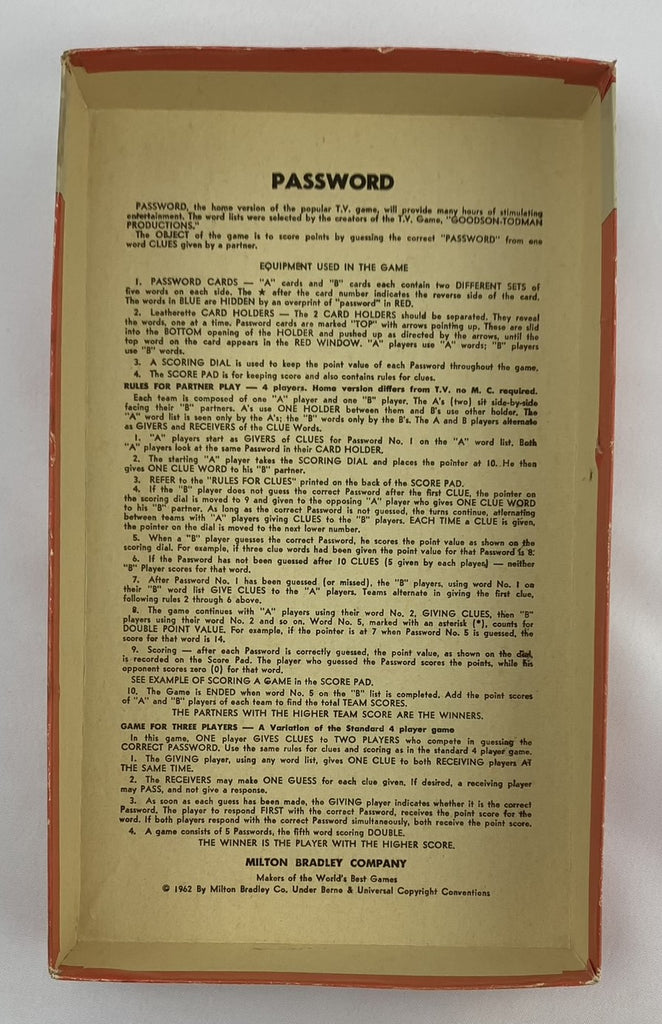 PASSWORD
PASSWORD, the home version of the popular T.V. game, will provide many hours of stimulating
entertainment. The word lists were selected by the creators of the T.V. Game, "GOODSON-TODMAN
PRODUCTIONS."
The OBJECT of the game is to score points by guessing the correct "PASSWORD" from one
word CLUES given by a partner.
EQUIPMENT USED IN THE GAME
1. PASSWORD CARDS — "A" cards and "B" cards each contain two DIFFERENT SETS of
five words on each side. The ★ after the card number indicates the reverse side of the card.
The words in BLUE are HIDDEN by an overprint of "password" in RED.
2. Leatherette CARD HOLDERS — The 2 CARD HOLDERS should be separated. They reveal
the words, one at a time. Password cards are marked "TOP" with arrows pointing up. These are slid
into the BOTTOM opening of the HOLDER and pushed up as directed by the arrows, until the
top word on the card appears in the RED WINDOW. "A" players use "A" words; "B" players
use "B" words.
3. A SCORING DIAL is used to keep the point value of each Password throughout the game.
4. The SCORE PAD is for keeping score and also contains rules for clues.
RULES FOR PARTNER PLAY — 4 players. Home version differs from T.V. no M. C. required.
Each team is composed of one "A" player and one "B" player. The A's (two) sit side-by-side
facing their "B" partners. A's use ONE HOLDER between them and B's use other holder. The
"A" word list is seen only by the A's; the "B" words only by the B's. The A and B players alternate
as GIVERS and RECEIVERS of the CLUE Words.
1. "A" players start as GIVERS of CLUES for Password No. 1 on the "A" word list. Both
"A" players look at the same Password in their CARD HOLDER.
2. The starting "A" player takes the SCORING DIAL and places the pointer at 10. He then
gives ONE CLUE WORD to his "B" partner.
3. REFER to the "RULES FOR CLUES" printed on the back of the SCORE PAD.
4. If the "B" player does not guess the correct Password after the first CLUE, the pointer on
the scoring dial is moved to 9 and given to the opposing "A" player who gives ONE CLUE WORD
to his "B" partner. As long as the correct Password is not guessed, the turns continue, alternating
between teams with "A" players giving CLUES to the "B" players. EACH TIME a CLUE is given,
the pointer on the dial is moved to the next lower number.
5. When a "B" player guesses the correct Password, he scores the point value as shown on the
scoring dial. For example, if three clue words had been given the point value for that Password is 8.
6. If the Password has not been guessed after 10 CLUES (5 given by each player) — neither
"B" Player scores for that word.
7. After Password No. 1 has been guessed (or missed), the "B" players, using word No. 1 on
their "B" word list GIVE CLUES to the "A" players. Teams alternate in giving the first clue,
following rules 2 through 6 above.
8. The game continues with "A" players using their word No. 2, GIVING CLUES, then "B"
players using their word No. 2 and so on. Word No. 5, marked with an asterisk (*), counts for
DOUBLE POINT VALUE. For example, if the pointer is at 7 when Password No. 5 is guessed, the
score for that word is 14.
9. Scoring — after each Password is correctly guessed, the point value, as shown on the dial,
is recorded on the Score Pad. The player who guessed the Password scores the points, while his
opponent scores zero (0) for that word.
SEE EXAMPLE OF SCORING A GAME in the SCORE PAD.
10. The Game is ENDED when word No. 5 on the "B" list is completed. Add the point scores
of "A" and "B" players of each team to find the total TEAM SCORES.
THE PARTNERS WITH THE HIGHER TEAM SCORE ARE THE WINNERS.
GAME FOR THREE PLAYERS — A Variation of the Standard 4 player game
In this game, ONE player GIVES CLUES to TWO PLAYERS who compete in guessing the
CORRECT PASSWORD. Use the same rules for clues and scoring as in the standard 4 player game.
1. The GIVING player, using any word list, gives ONE CLUE to both RECEIVING players AT
THE SAME TIME.
2. The RECEIVERS may make ONE GUESS for each clue given. If desired, a receiving player
may PASS, and not give a response.
3. As soon as each guess has been made, the GIVING player indicates whether it is the correct
Password. The player to respond FIRST with the correct Password, receives the point score for the
word. If both players respond with the correct Password simultaneously, both receive the point score.
4. A game consists of 5 Passwords, the fifth word scoring DOUBLE.
THE WINNER IS THE PLAYER WITH THE HIGHER SCORE.
MILTON BRADLEY COMPANY
Makers of the World's Best Games
© 1962 By Milton Bradley Co. Under Berne & Universal Copyright Conventions